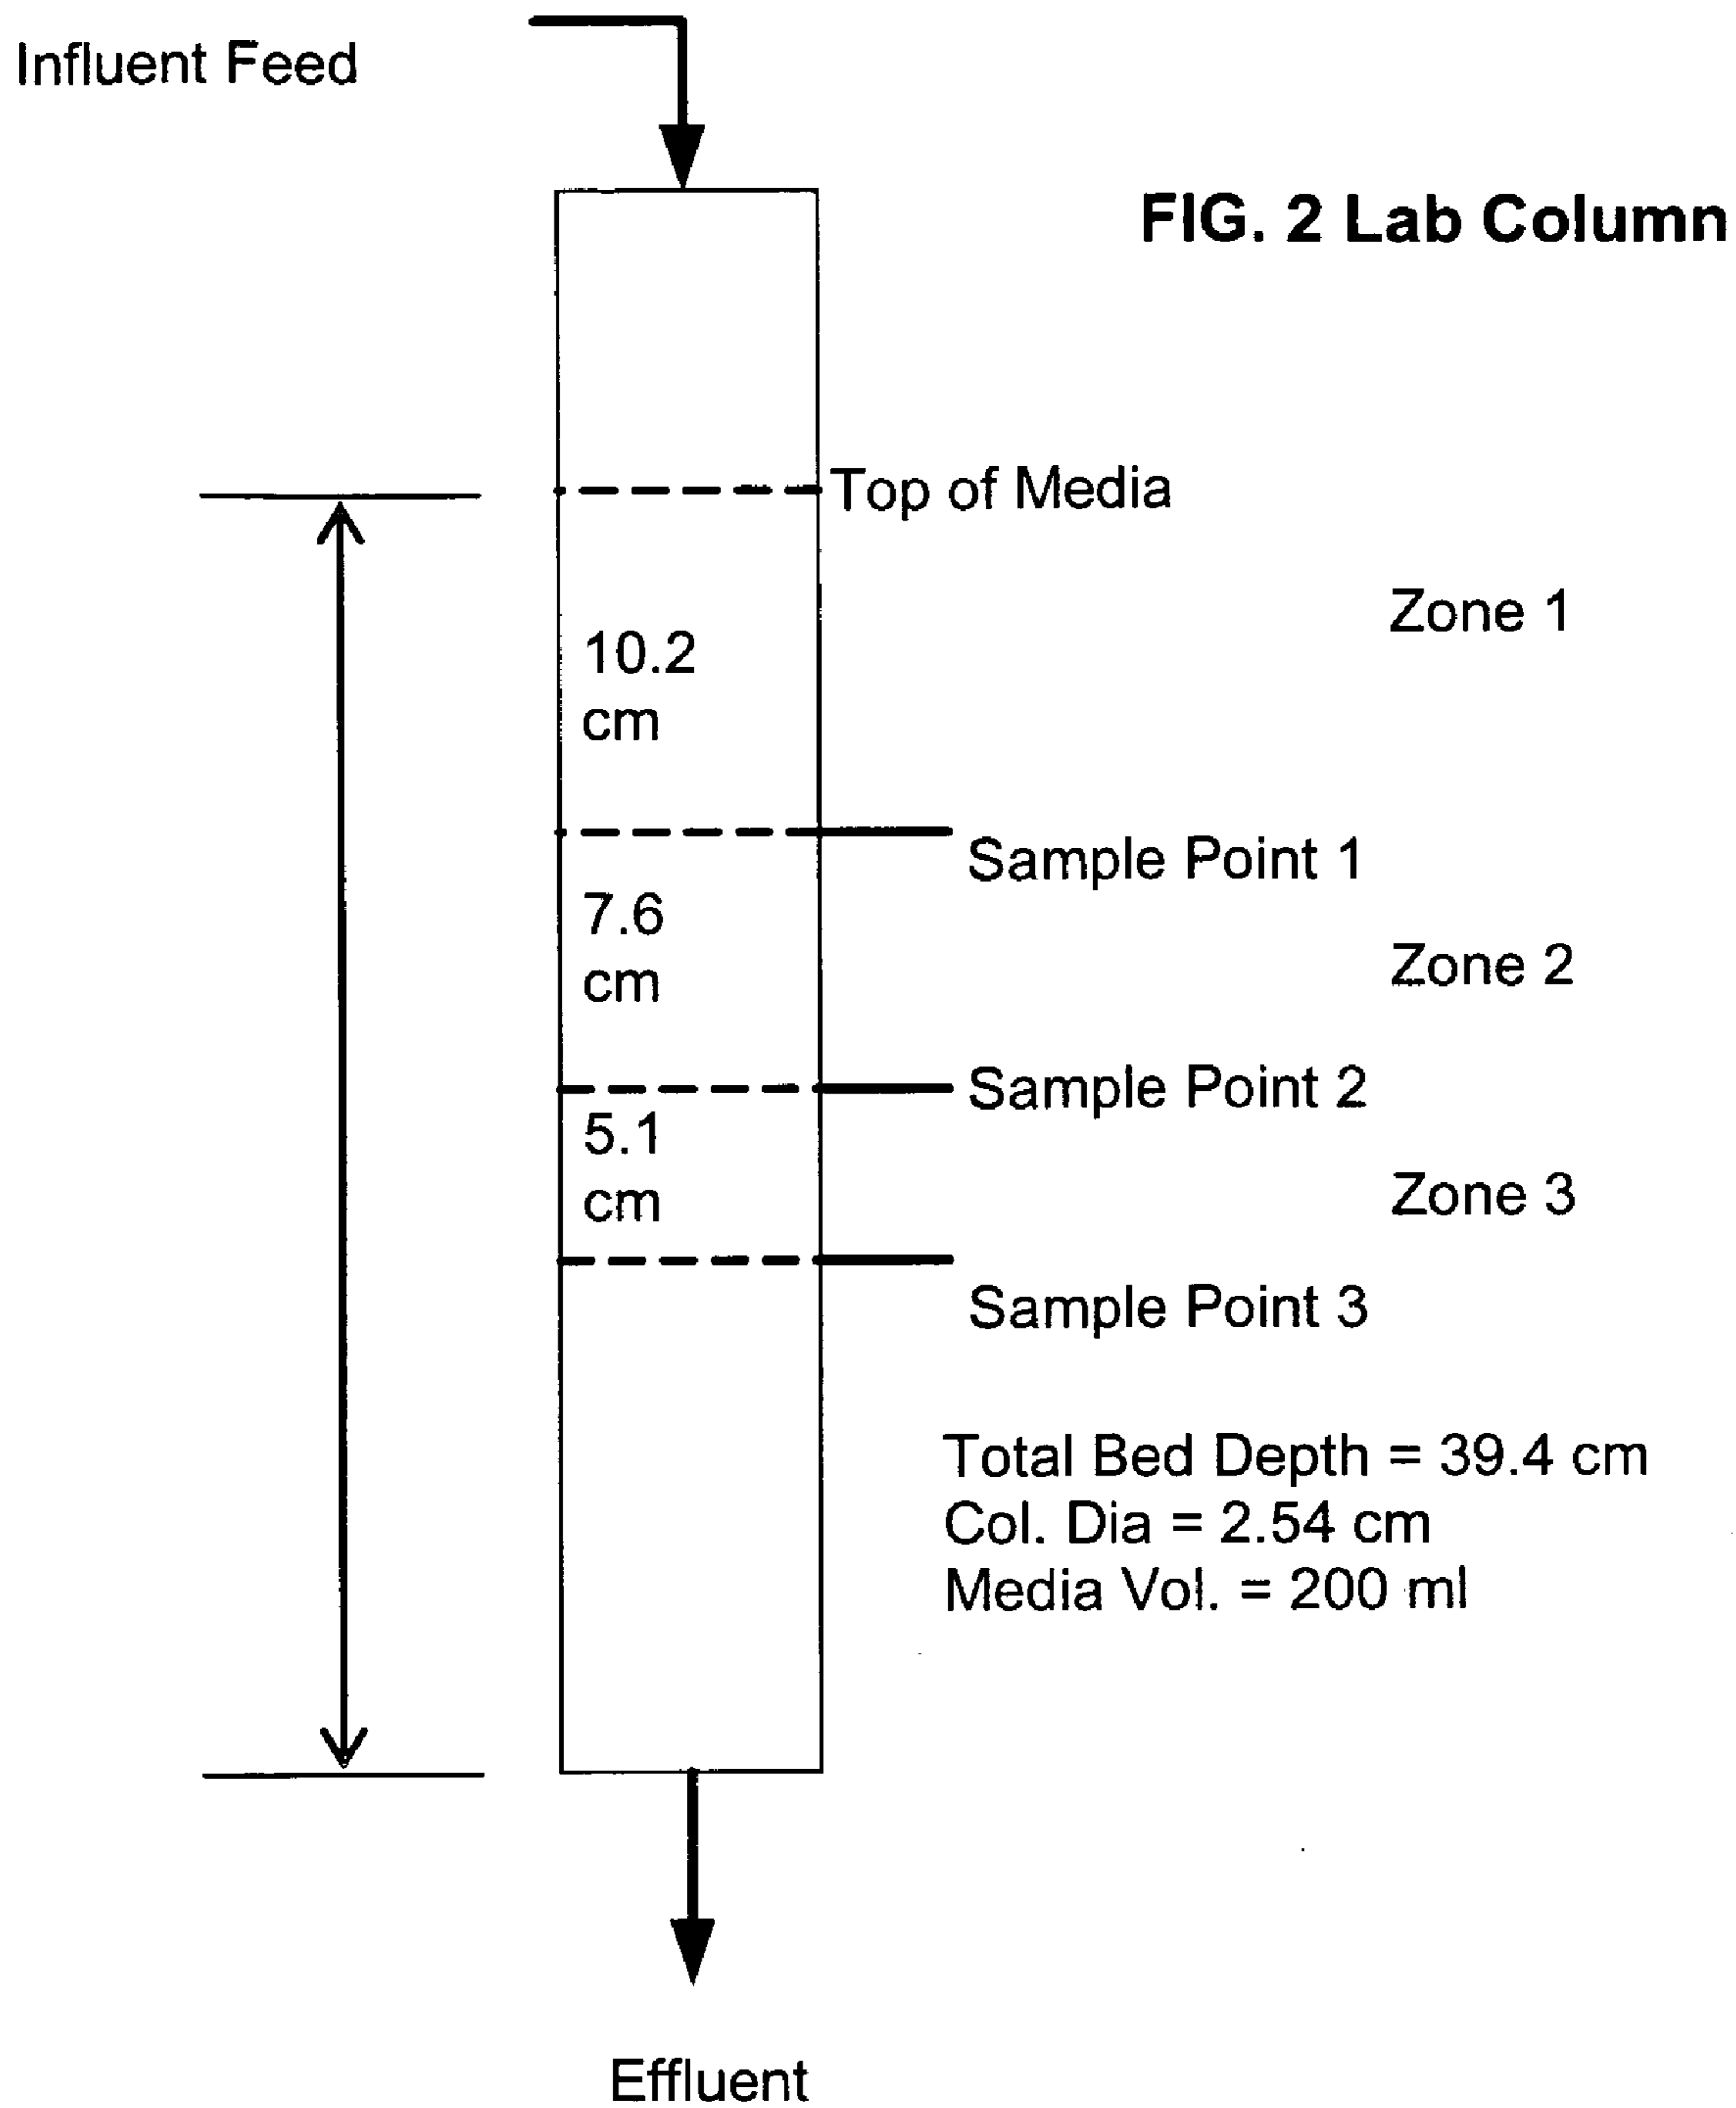 Influent Feed
FIG. 2 Lab Column
Top of Media
Zone 1
10.2
cm
Sample Point 1
7.6
cm
Zone 2
Sample Point 2
5.1
cm
Zone 3
Sample Point 3
Total Bed Depth = 39.4 cm
Col. Dia = 2.54 cm
Media Vol. = 200 ml
Effluent